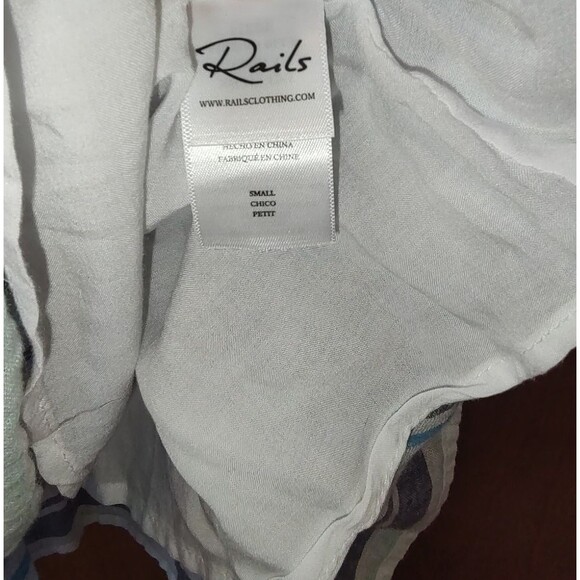 Rails
WWW.RAILSCLOTHING.COM
HECHO EN CHINA
FABRIQUÉ EN CHINE
SMALL
CHICO
PETIT